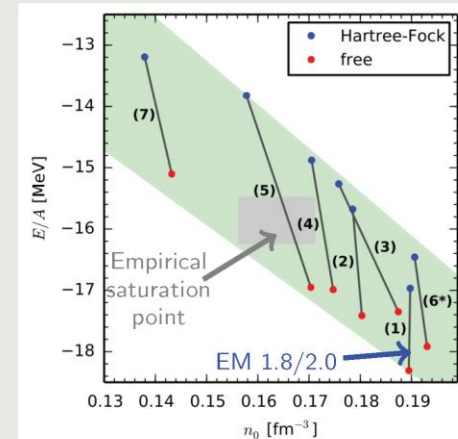 Hartree-Fock
free
−13
−14
−15
−16
−17
−18
E/A [MeV]
(7)
(5)
(4)
(2)
(3)
(1)
(6*)
Empirical
saturation
point
EM 1.8/2.0
0.13 0.14 0.15 0.16 0.17 0.18 0.19
n₀ [fm⁻³]